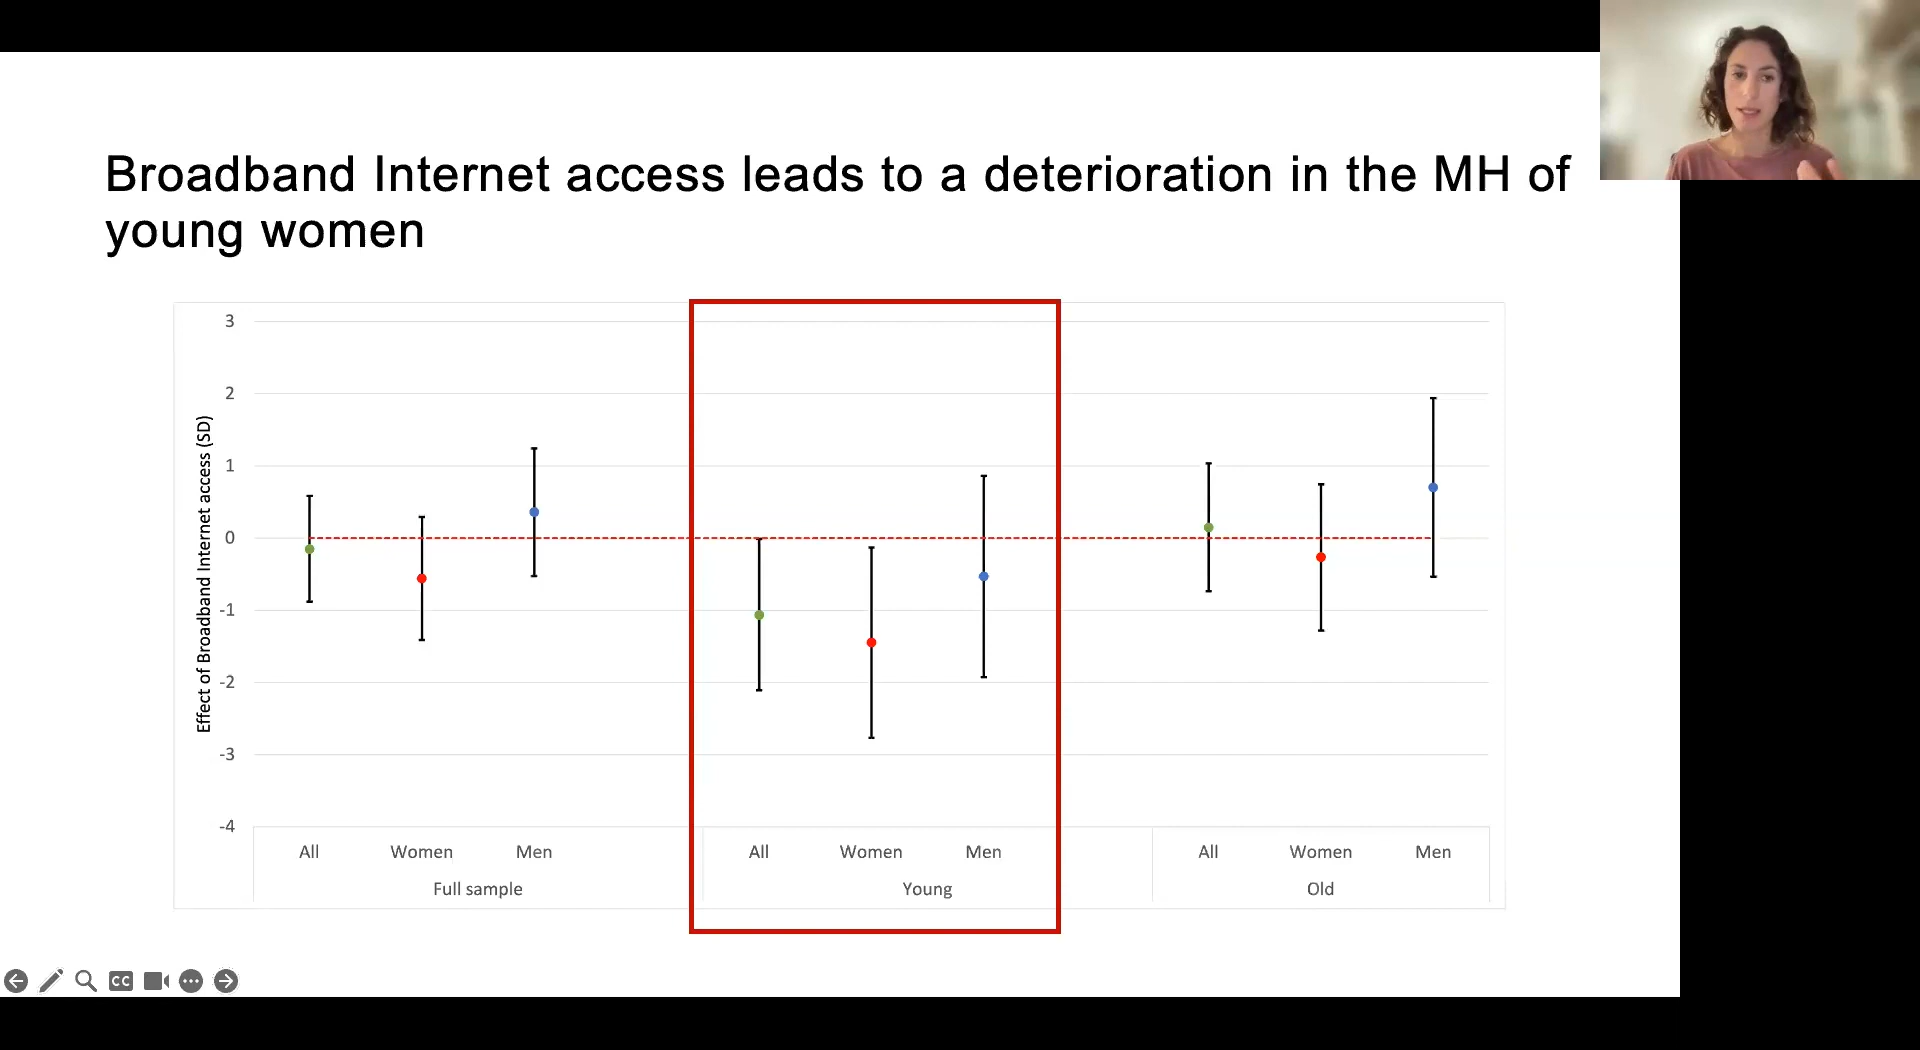 Broadband Internet access leads to a deterioration in the MH of
young women
Effect of Broadband Internet access (SD)
3
2
1
0
-1
-2
-3
-4
All Women Men All Women Men All Women Men
Full sample Young Old
CC